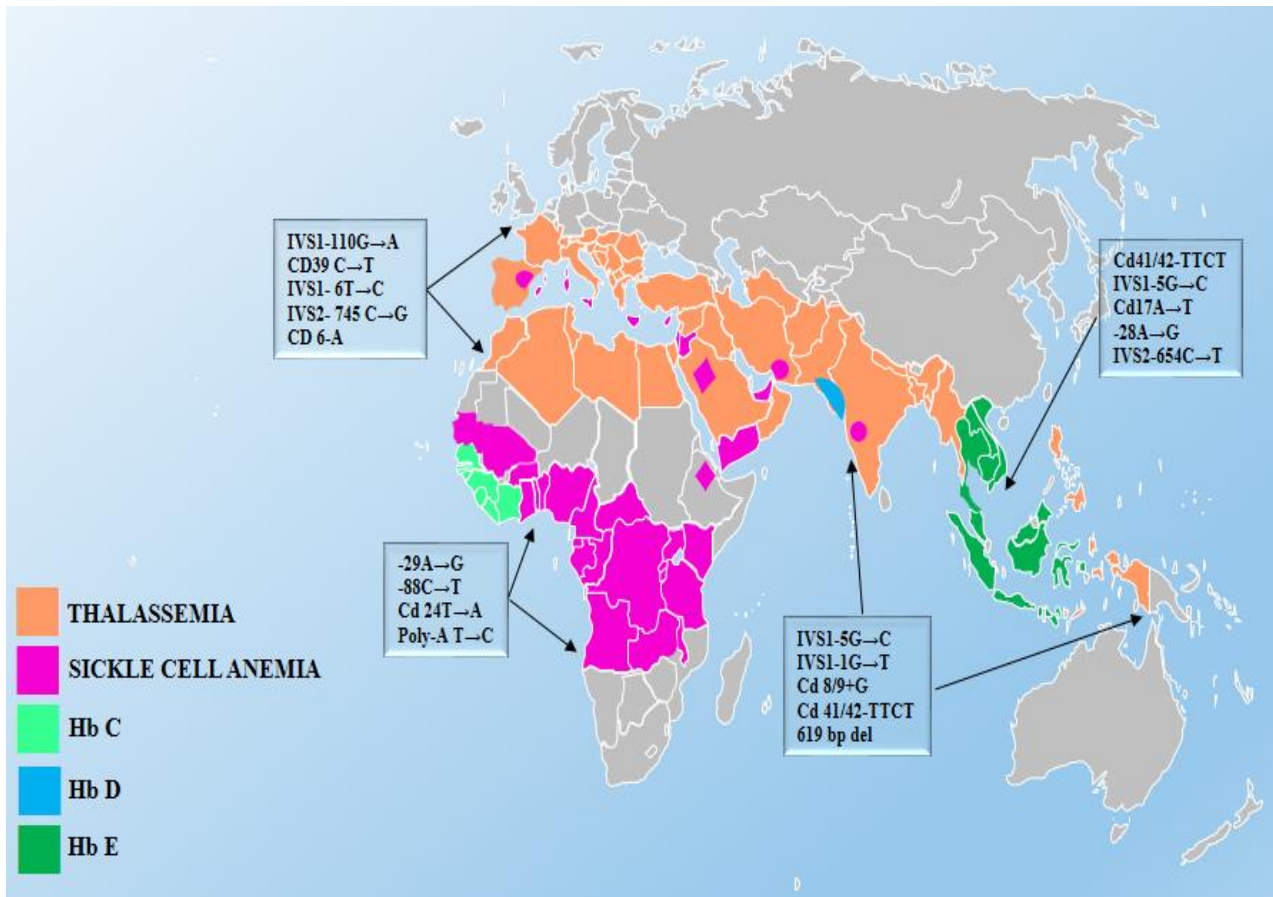 IVS1-110G→A
CD39 C→T
IVS1- 6T→C
IVS2- 745 C→G
CD 6-A
Cd41/42-TTCT
IVS1-5G→C
Cd17A→T
-28A→G
IVS2-654C→T
-29A→G
-88C→T
Cd 24T→A
Poly-A T→C
IVS1-5G→C
IVS1-1G→T
Cd 8/9+G
Cd 41/42-TTCT
619 bp del
THALASSEMIA
SICKLE CELL ANEMIA
Hb C
Hb D
Hb E